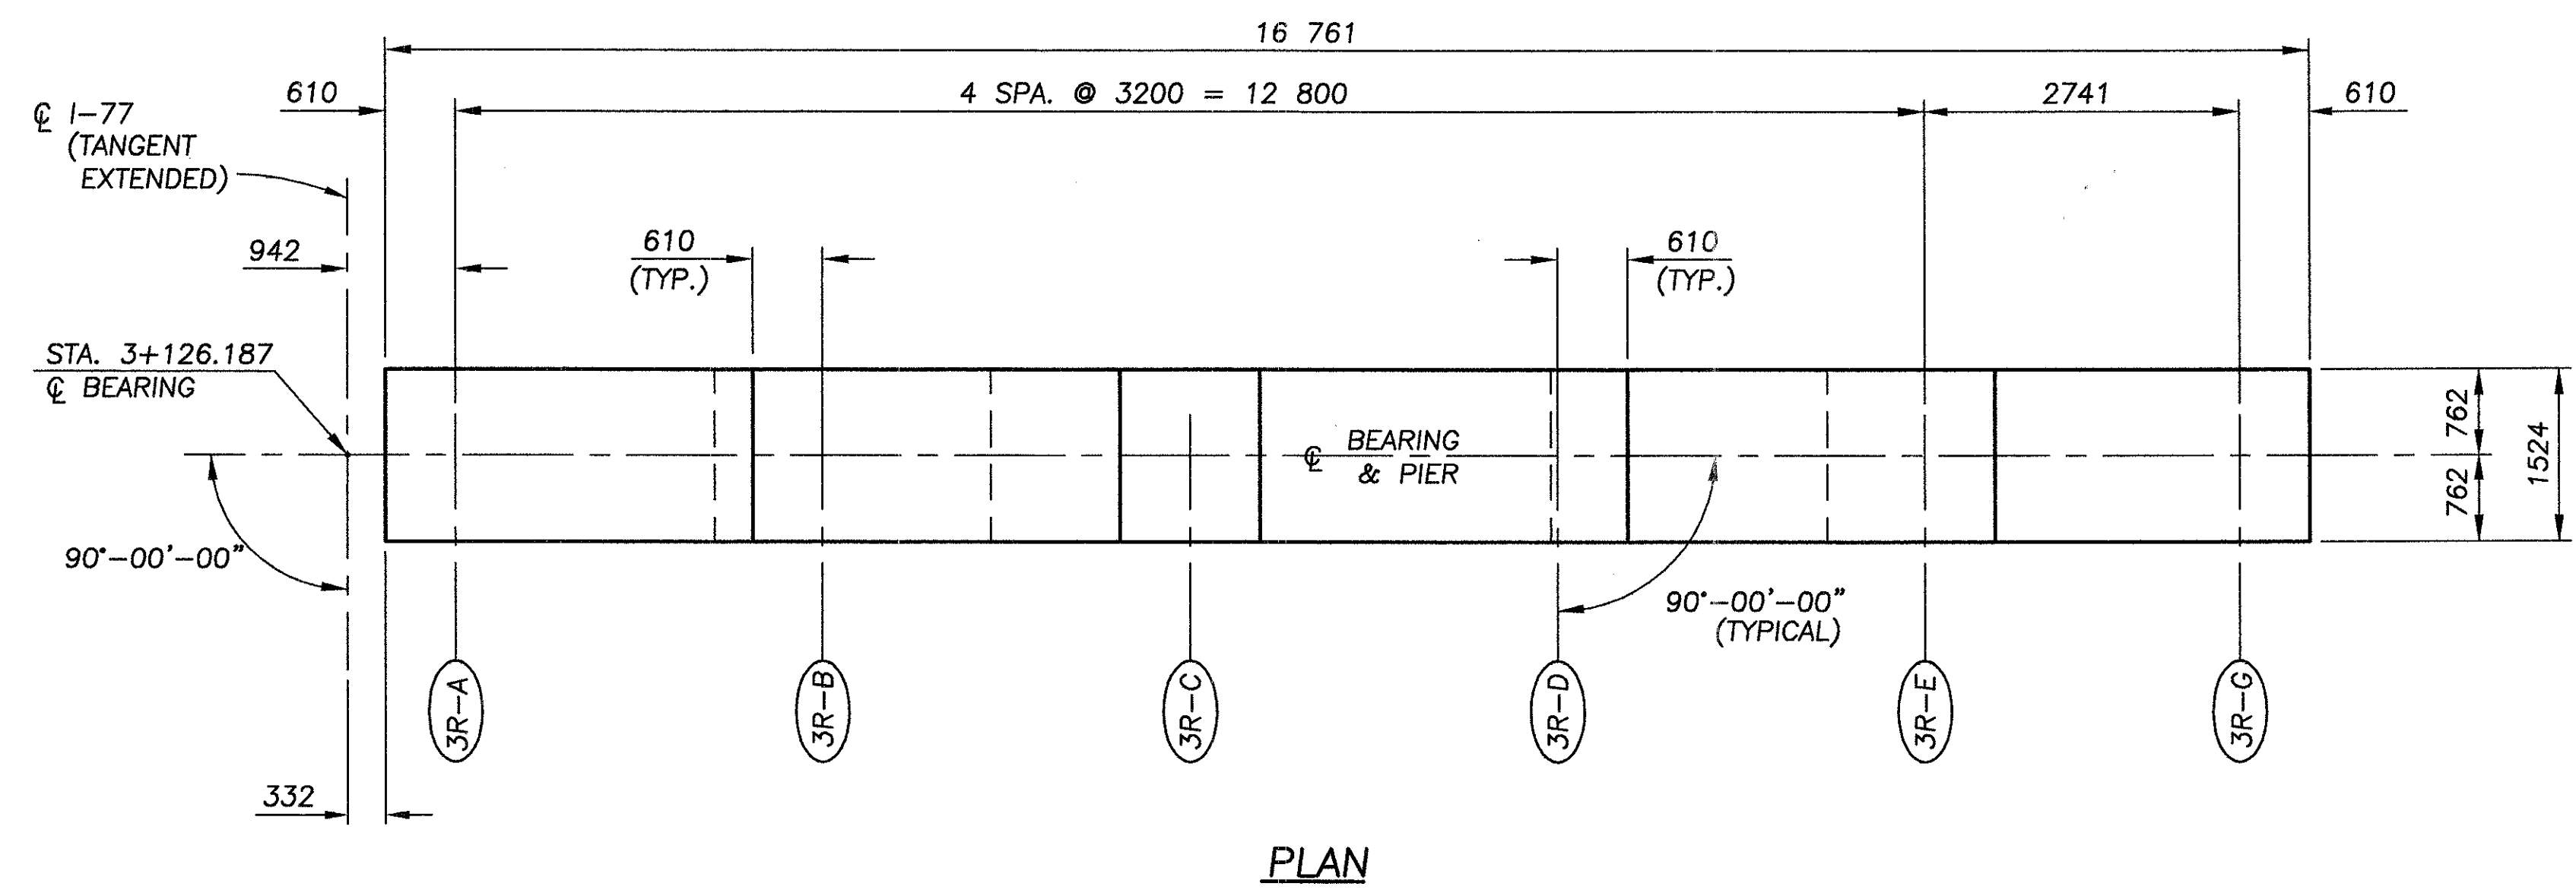 16 761
610
4 SPA. @ 3200 = 12 800
2741
610
℄ I-77
(TANGENT
EXTENDED)
942
610
(TYP.)
610
(TYP.)
STA. 3+126.187
℄ BEARING
℄ BEARING
& PIER
762
762
1524
90°-00'-00"
90°-00'-00"
(TYPICAL)
3R-A
3R-B
3R-C
3R-D
3R-E
3R-G
332
PLAN